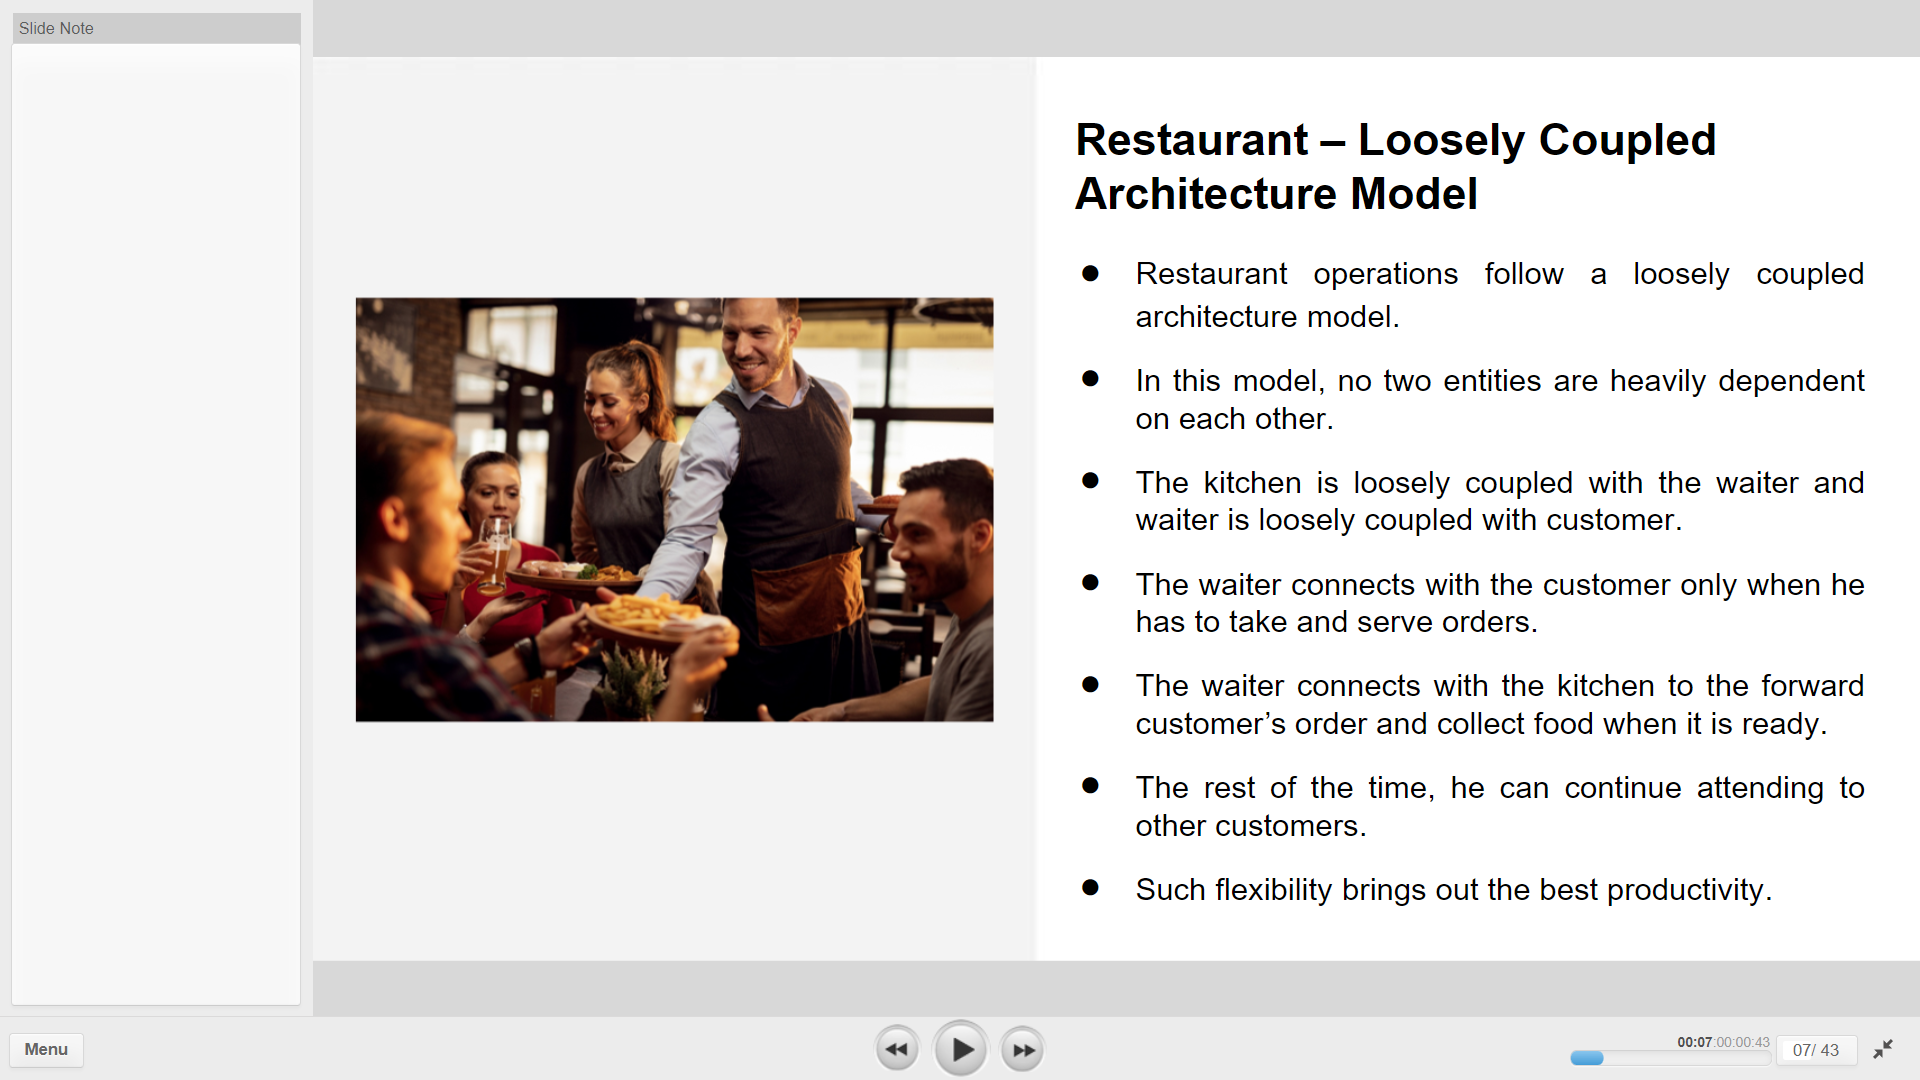 Slide Note
Restaurant – Loosely Coupled
Architecture Model
● Restaurant operations follow a loosely coupled
architecture model.
● In this model, no two entities are heavily dependent
on each other.
● The kitchen is loosely coupled with the waiter and
waiter is loosely coupled with customer.
● The waiter connects with the customer only when he
has to take and serve orders.
● The waiter connects with the kitchen to the forward
customer’s order and collect food when it is ready.
● The rest of the time, he can continue attending to
other customers.
● Such flexibility brings out the best productivity.
Menu
00:07:00:00:43
07/ 43